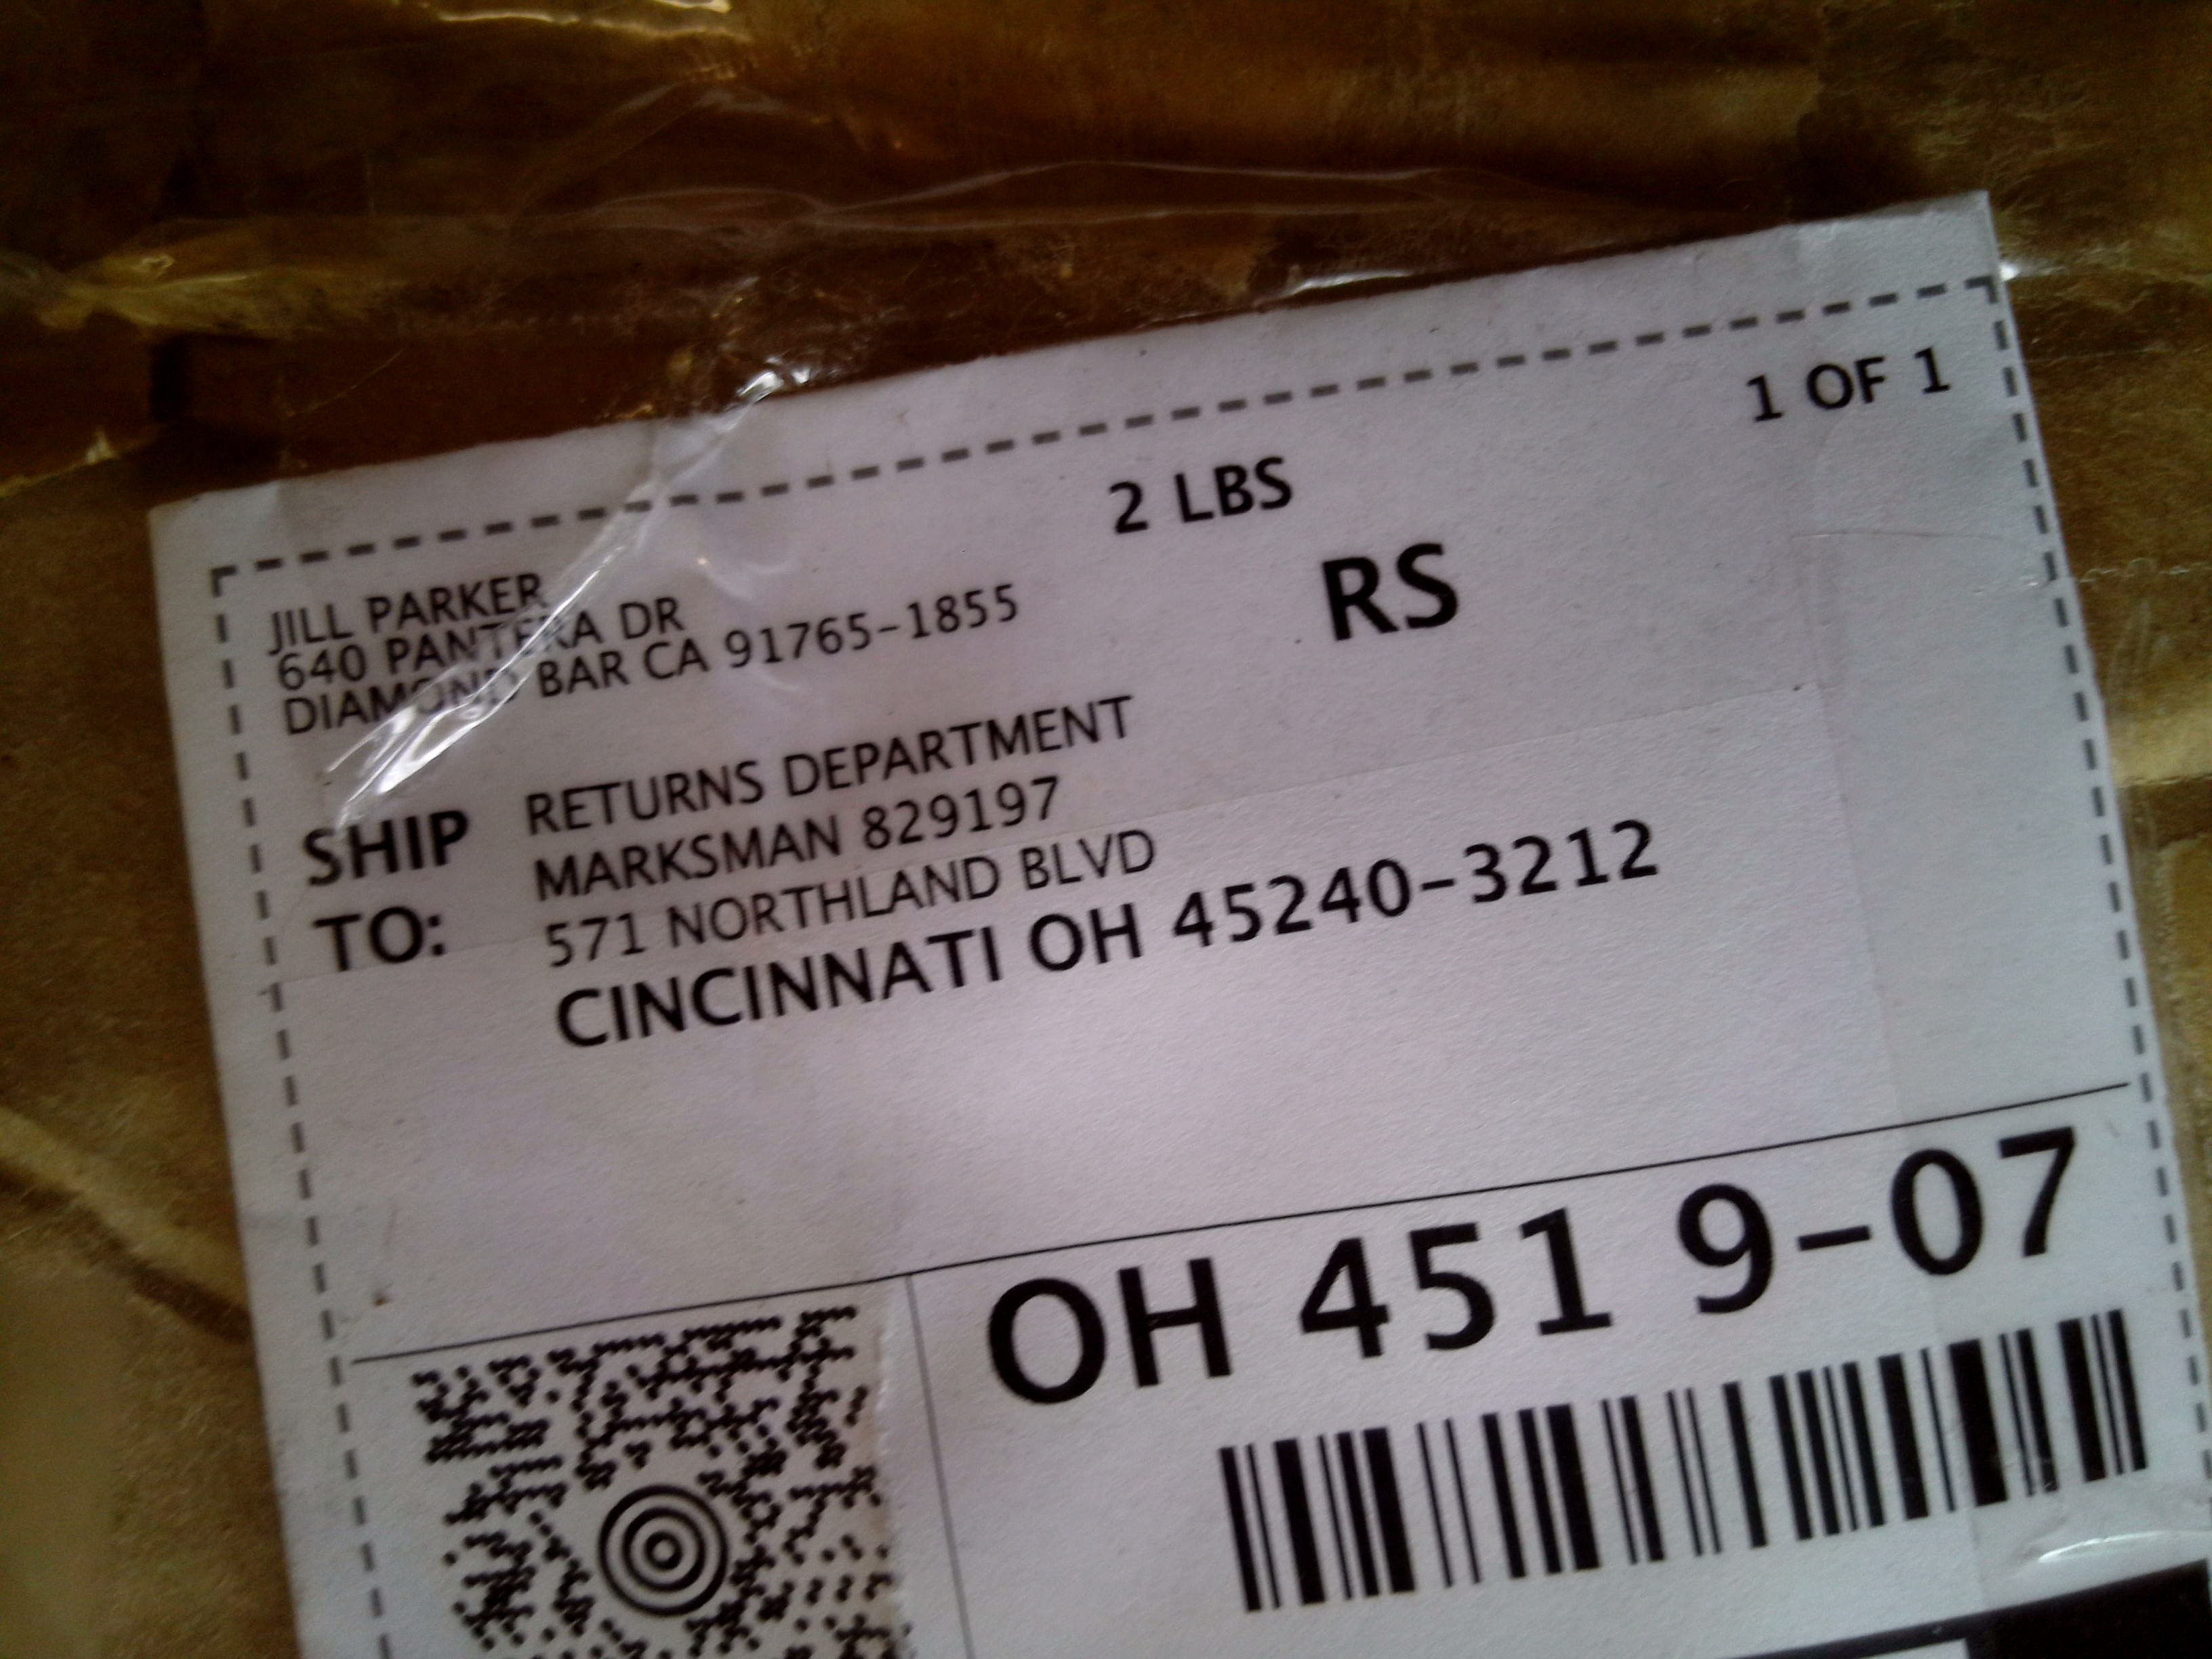 1 OF 1
2 LBS
RS
JILL PARKER
640 PANTERA DR
DIAMOND BAR CA 91765-1855
SHIP TO:
RETURNS DEPARTMENT
MARKSMAN 829197
571 NORTHLAND BLVD
CINCINNATI OH 45240-3212
OH 451 9-07